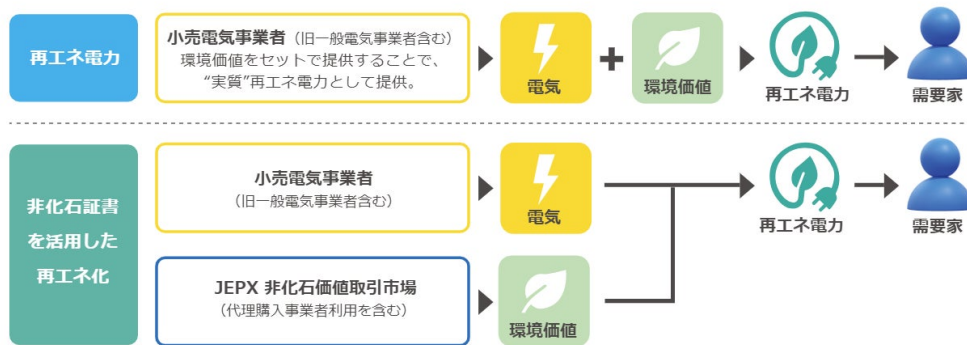 再エネ電力
小売電気事業者（旧一般電気事業者含む）
環境価値をセットで提供することで、
“実質”再エネ電力として提供。
電気
環境価値
再エネ電力
需要家
非化石証書
を活用した
再エネ化
小売電気事業者
（旧一般電気事業者含む）
電気
JEPX 非化石価値取引市場
（代理購入事業者利用を含む）
環境価値
再エネ電力
需要家